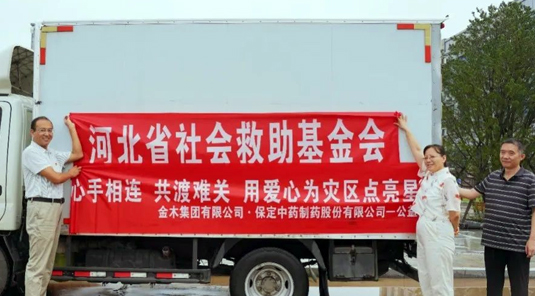 河北省社会救助基金会
心手相连 共渡难关 用爱心为灾区点亮星
金木集团有限公司·保定中药制药股份有限公司一公益